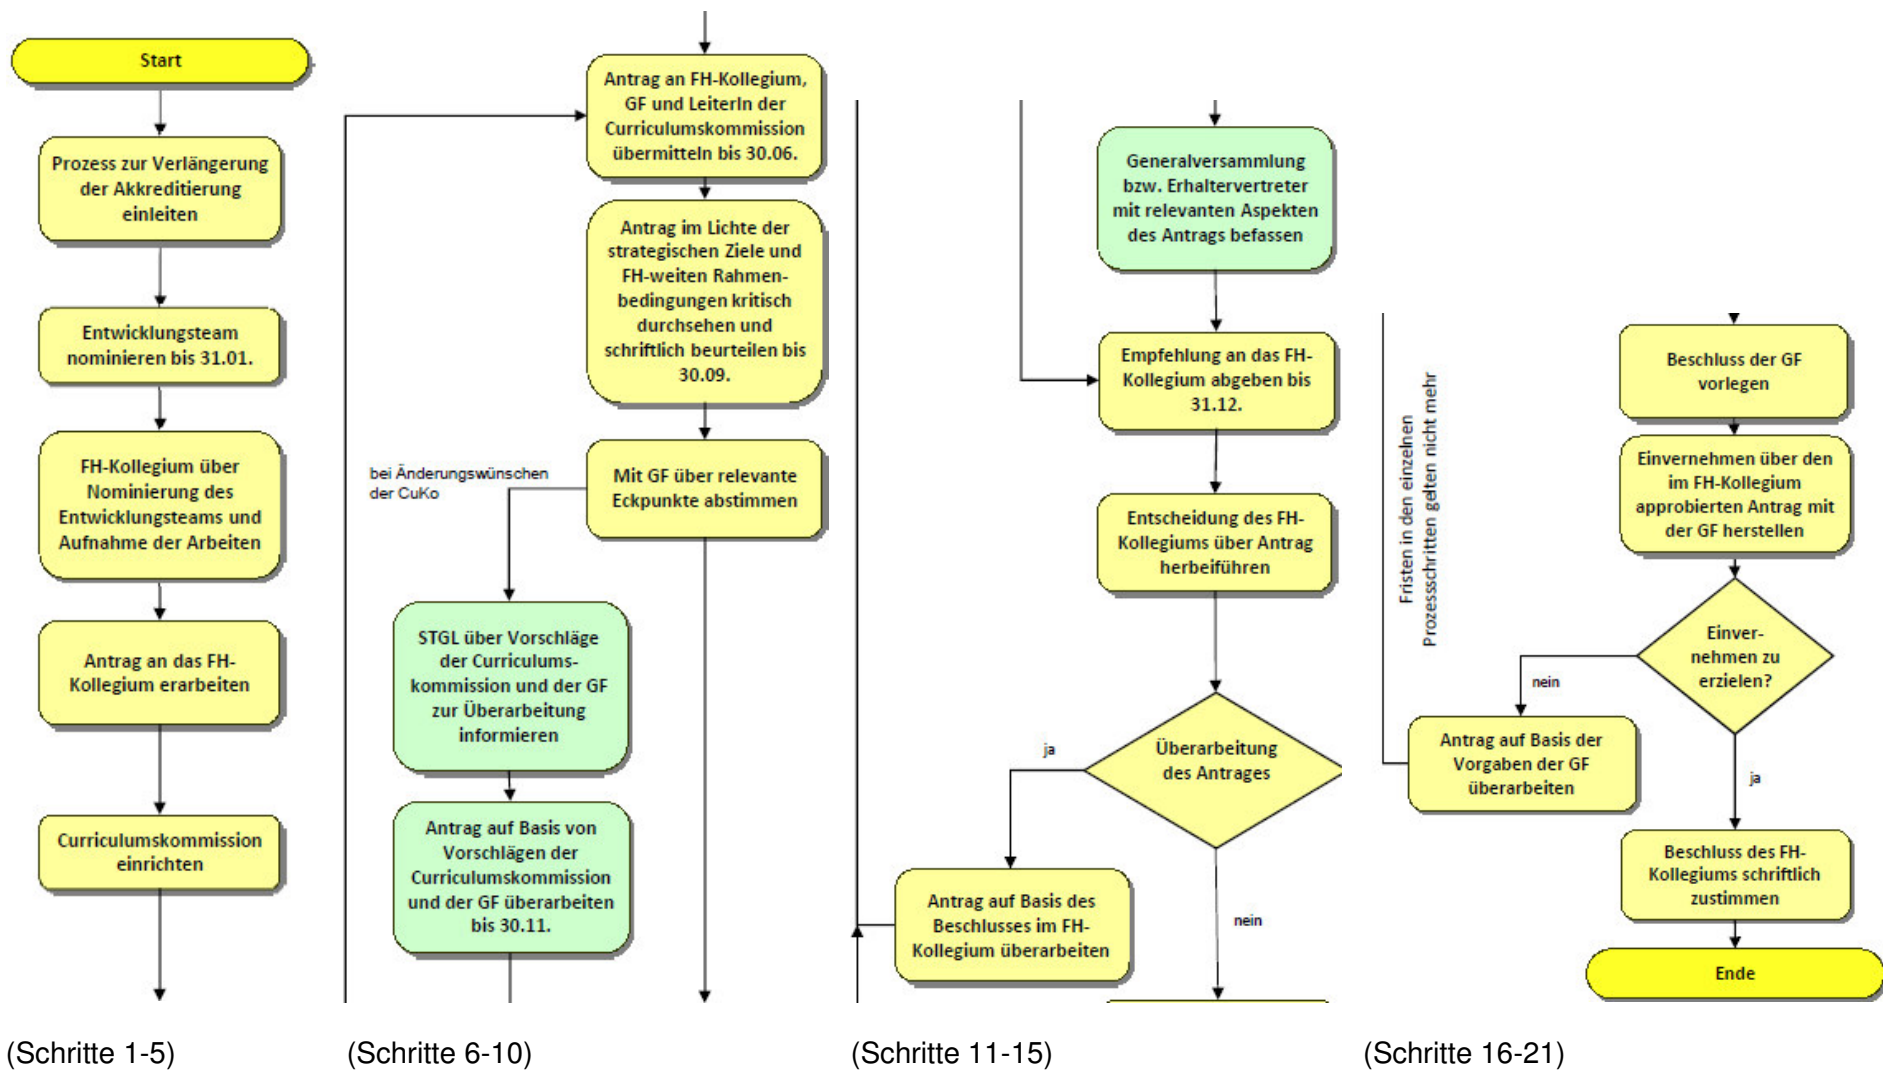 Start
Prozess zur Verlängerung
der Akkreditierung
einleiten
Entwicklungsteam
nominieren bis 31.01.
FH-Kollegium über
Nominierung des
Entwicklungsteams und
Aufnahme der Arbeiten
Antrag an das FH-
Kollegium erarbeiten
Curriculumskommission
einrichten
(Schritte 1-5)
Antrag an FH-Kollegium,
GF und LeiterIn der
Curriculumskommission
übermitteln bis 30.06.
Antrag im Lichte der
strategischen Ziele und
FH-weiten Rahmen-
bedingungen kritisch
durchsehen und
schriftlich beurteilen bis
30.09.
Mit GF über relevante
Eckpunkte abstimmen
bei Änderungswünschen
der CuKo
STGL über Vorschläge
der Curriculums-
kommission und der GF
zur Überarbeitung
informieren
Antrag auf Basis von
Vorschlägen der
Curriculumskommission
und der GF überarbeiten
bis 30.11.
(Schritte 6-10)
Generalversammlung
bzw. Erhaltervertreter
mit relevanten Aspekten
des Antrags befassen
Empfehlung an das FH-
Kollegium abgeben bis
31.12.
Entscheidung des FH-
Kollegiums über Antrag
herbeiführen
Überarbeitung
des Antrages
ja
nein
Antrag auf Basis des
Beschlusses im FH-
Kollegium überarbeiten
(Schritte 11-15)
Fristen in den einzelnen
Prozessschritten gelten nicht mehr
Beschluss der GF
vorlegen
Einvernehmen über den
im FH-Kollegium
approbierten Antrag mit
der GF herstellen
Einver-
nehmen zu
erzielen?
nein
ja
Antrag auf Basis der
Vorgaben der GF
überarbeiten
Beschluss des FH-
Kollegiums schriftlich
zustimmen
Ende
(Schritte 16-21)